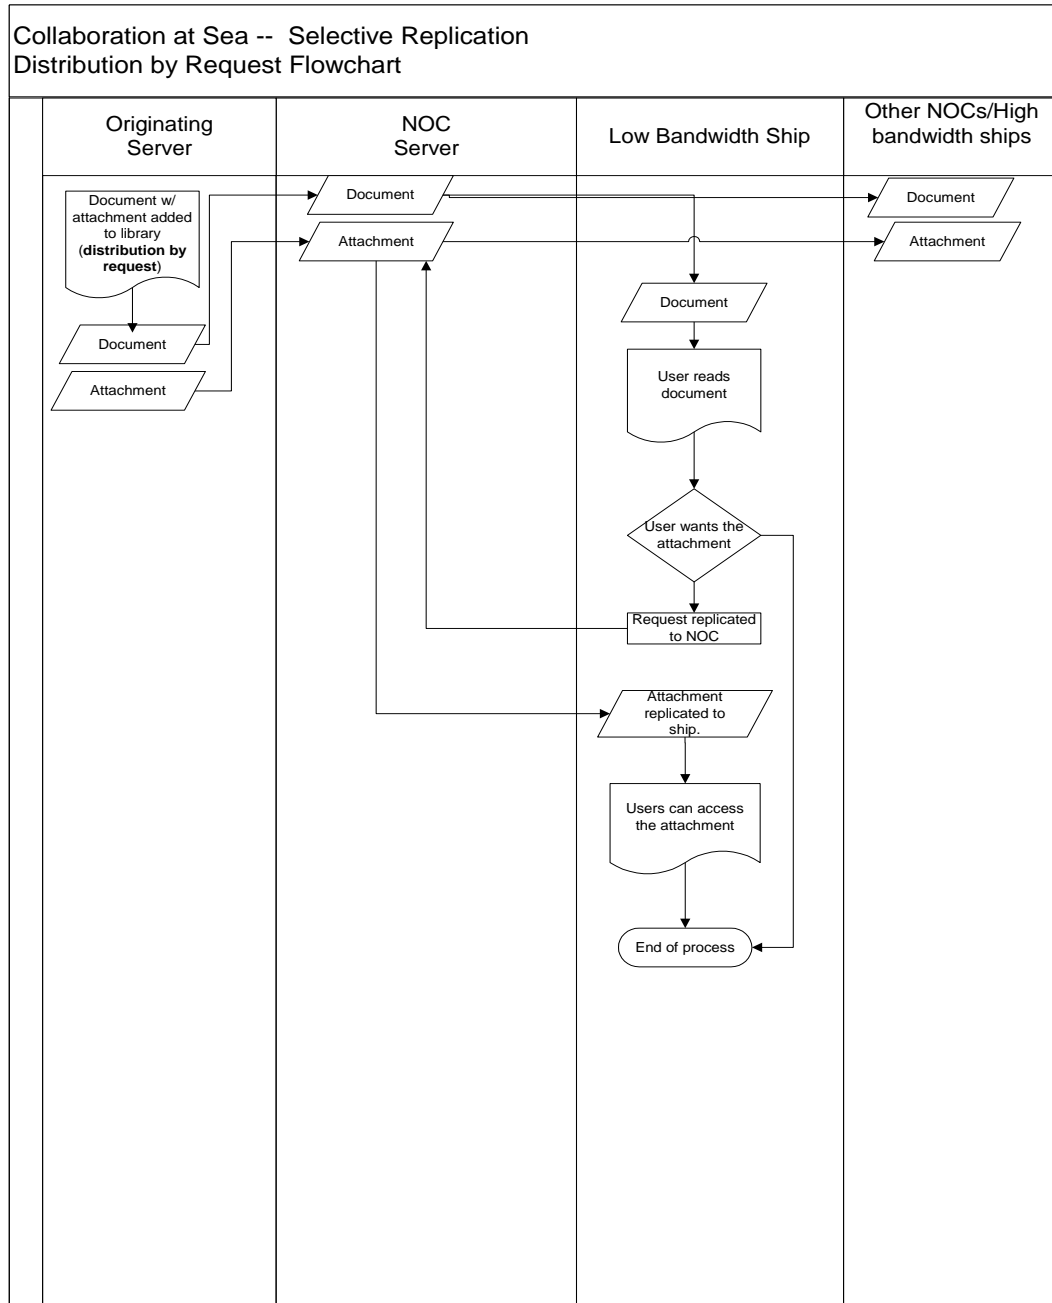 Collaboration at Sea -- Selective Replication
Distribution by Request Flowchart
Originating
Server
NOC
Server
Low Bandwidth Ship
Other NOCs/High
bandwidth ships
Document w/
attachment added
to library
(distribution by
request)
Document
Attachment
Document
Attachment
Document
User reads
document
User wants the
attachment
Request replicated
to NOC
Attachment
replicated to
ship.
Users can access
the attachment
End of process
Document
Attachment